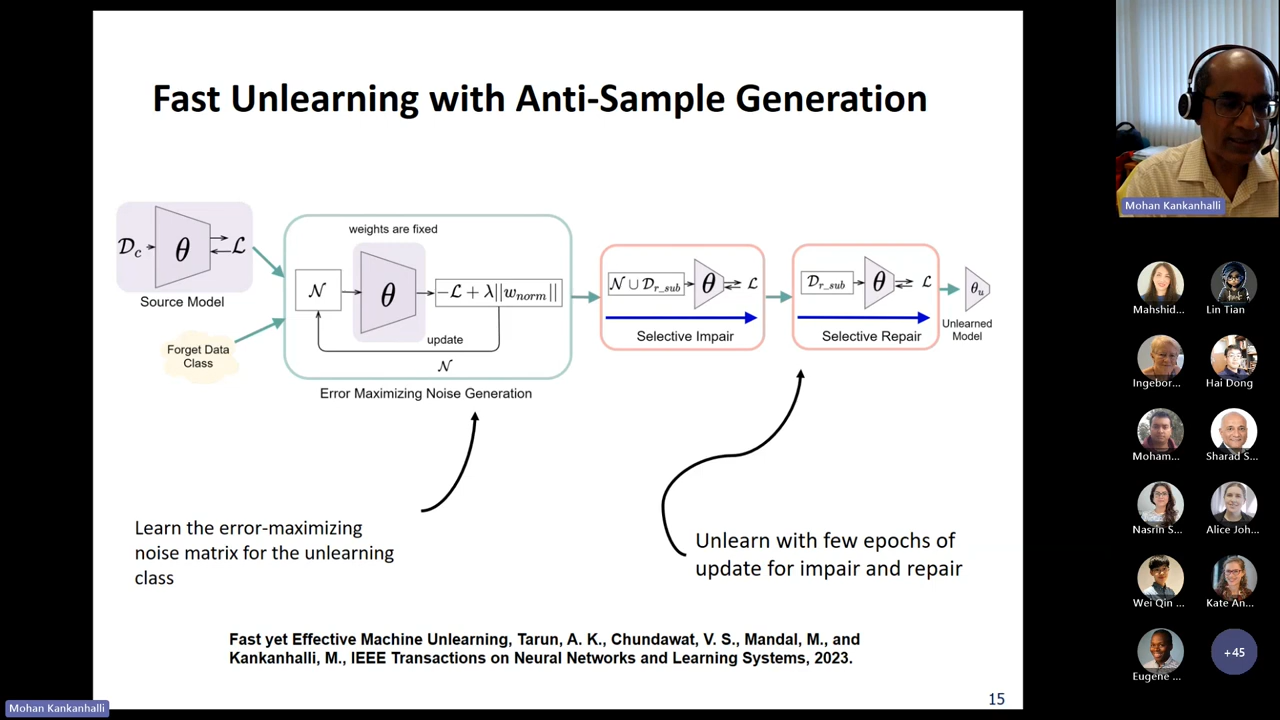 Fast Unlearning with Anti-Sample Generation
weights are fixed
𝒟c
θ
ℒ
Source Model
Forget Data
Class
𝒩
θ
-ℒ + λ||wnorm||
update
𝒩
Error Maximizing Noise Generation
𝒩 ∪ 𝒟r_sub
θ
ℒ
Selective Impair
𝒟r_sub
θ
ℒ
Selective Repair
θu
Unlearned
Model
Learn the error-maximizing
noise matrix for the unlearning
class
Unlearn with few epochs of
update for impair and repair
Fast yet Effective Machine Unlearning, Tarun, A. K., Chundawat, V. S., Mandal, M., and
Kankanhalli, M., IEEE Transactions on Neural Networks and Learning Systems, 2023.
15
Mohan Kankanhalli
Mohan Kankanhalli
Mahshid...
Lin Tian
Ingebor...
Hai Dong
Moham...
Sharad S...
Nasrin S...
Alice Joh...
Wei Qin ...
Kate An...
Eugene ...
+45